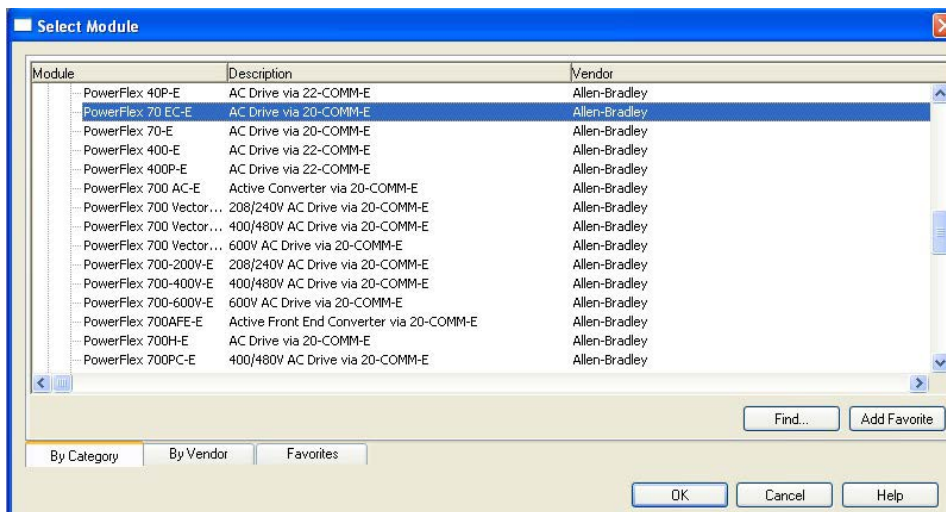 Select Module
Module Description Vendor
PowerFlex 40P-E AC Drive via 22-COMM-E Allen-Bradley
PowerFlex 70 EC-E AC Drive via 20-COMM-E Allen-Bradley
PowerFlex 70-E AC Drive via 20-COMM-E Allen-Bradley
PowerFlex 400-E AC Drive via 22-COMM-E Allen-Bradley
PowerFlex 400P-E AC Drive via 22-COMM-E Allen-Bradley
PowerFlex 700 AC-E Active Converter via 20-COMM-E Allen-Bradley
PowerFlex 700 Vector... 208/240V AC Drive via 20-COMM-E Allen-Bradley
PowerFlex 700 Vector... 400/480V AC Drive via 20-COMM-E Allen-Bradley
PowerFlex 700 Vector... 600V AC Drive via 20-COMM-E Allen-Bradley
PowerFlex 700-200V-E 208/240V AC Drive via 20-COMM-E Allen-Bradley
PowerFlex 700-400V-E 400/480V AC Drive via 20-COMM-E Allen-Bradley
PowerFlex 700-600V-E 600V AC Drive via 20-COMM-E Allen-Bradley
PowerFlex 700AFE-E Active Front End Converter via 20-COMM-E Allen-Bradley
PowerFlex 700H-E AC Drive via 20-COMM-E Allen-Bradley
PowerFlex 700PC-E 400/480V AC Drive via 20-COMM-E Allen-Bradley
Find... Add Favorite
By Category By Vendor Favorites
OK Cancel Help